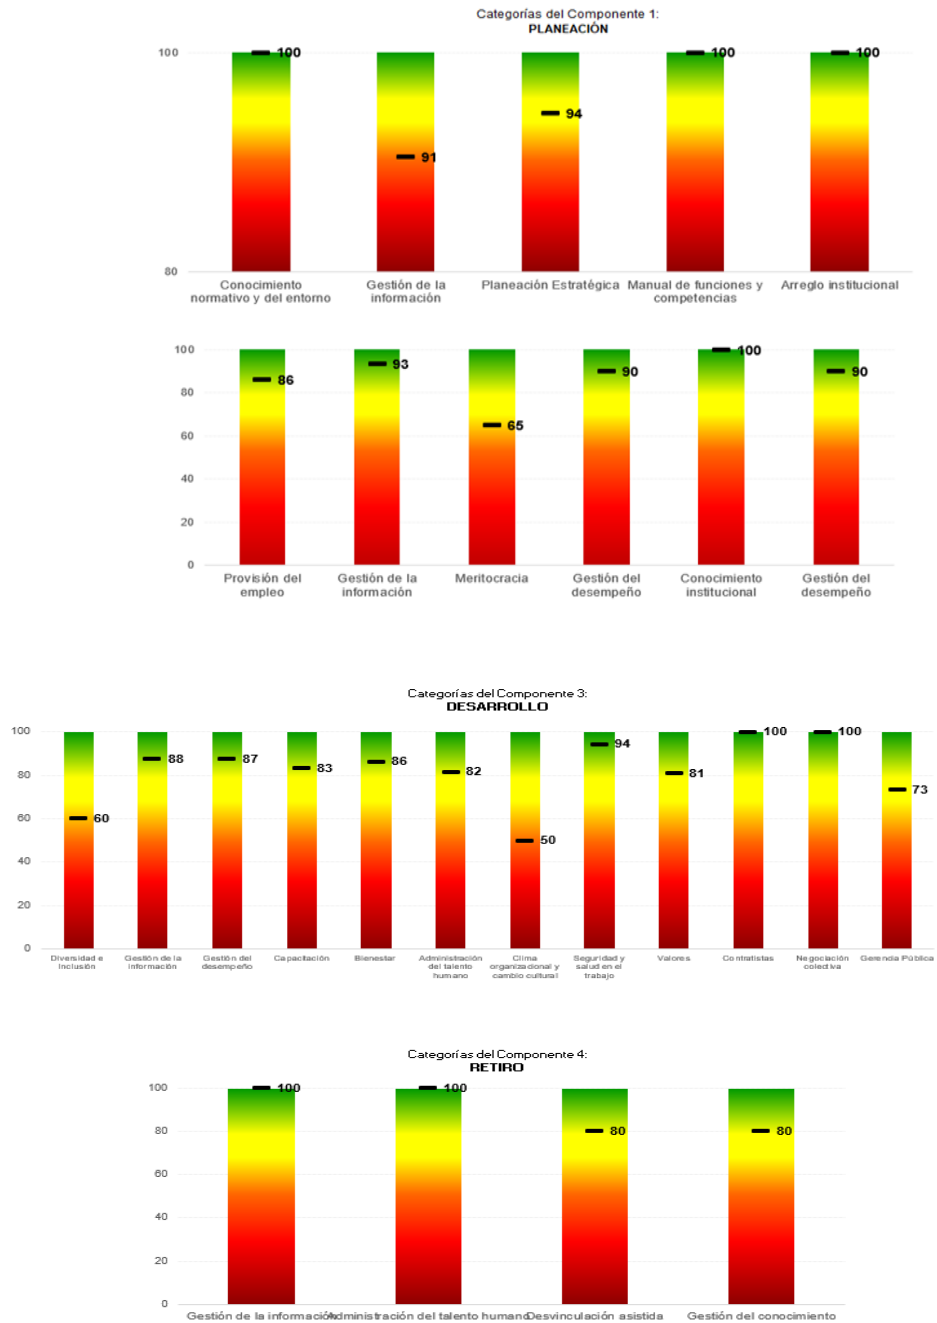 Categorías del Componente 1:
PLANEACIÓN
100
100
100
100
94
91
80
Conocimiento normativo y del entorno
Gestión de la información
Planeación Estratégica
Manual de funciones y competencias
Arreglo institucional
100
80
60
40
20
0
86
93
65
90
100
90
Provisión del empleo
Gestión de la información
Meritocracia
Gestión del desempeño
Conocimiento institucional
Gestión del desempeño
Categorías del Componente 3:
DESARROLLO
100
80
60
40
20
0
60
88
87
83
86
82
50
94
81
100
100
73
Diversidad e Inclusión
Gestión de la información
Gestión del desempeño
Capacitación
Bienestar
Administración del talento humano
Clima organizacional y cambio cultural
Seguridad y salud en el trabajo
Valores
Contratistas
Negociación colectiva
Gerencia Pública
Categorías del Componente 4:
RETIRO
100
80
60
40
20
0
100
100
80
80
Gestión de la información
Administración del talento humano
Desvinculación asistida
Gestión del conocimiento